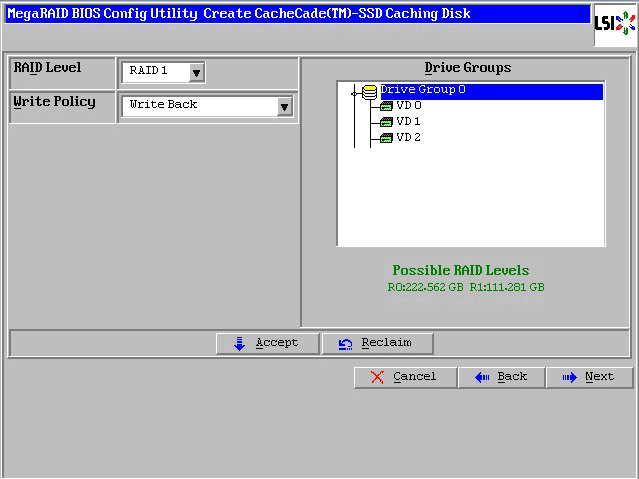 MegaRAID BIOS Config Utility Create CacheCade(TM)-SSD Caching Disk
LSI
RAID Level
RAID 1
Write Policy
Write Back
Drive Groups
Drive Group 0
VD 0
VD 1
VD 2
Possible RAID Levels
R0:222.562 GB R1:111.281 GB
Accept
Reclaim
Cancel
Back
Next